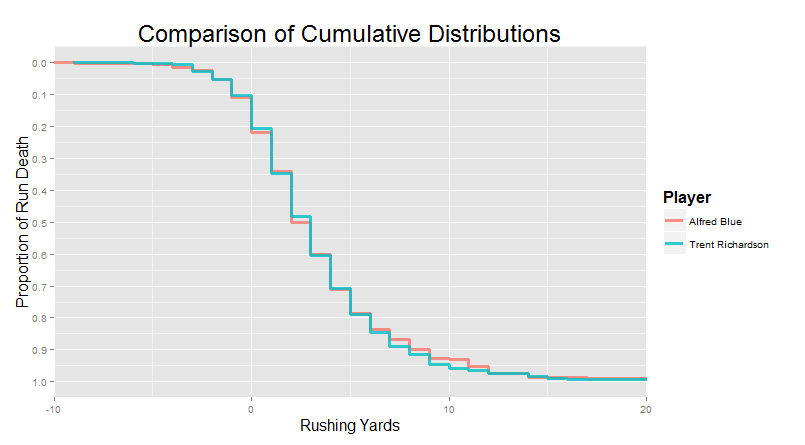 Comparison of Cumulative Distributions
Proportion of Run Death
0.0
0.1
0.2
0.3
0.4
0.5
0.6
0.7
0.8
0.9
1.0
-10
0
10
20
Rushing Yards
Player
Alfred Blue
Trent Richardson